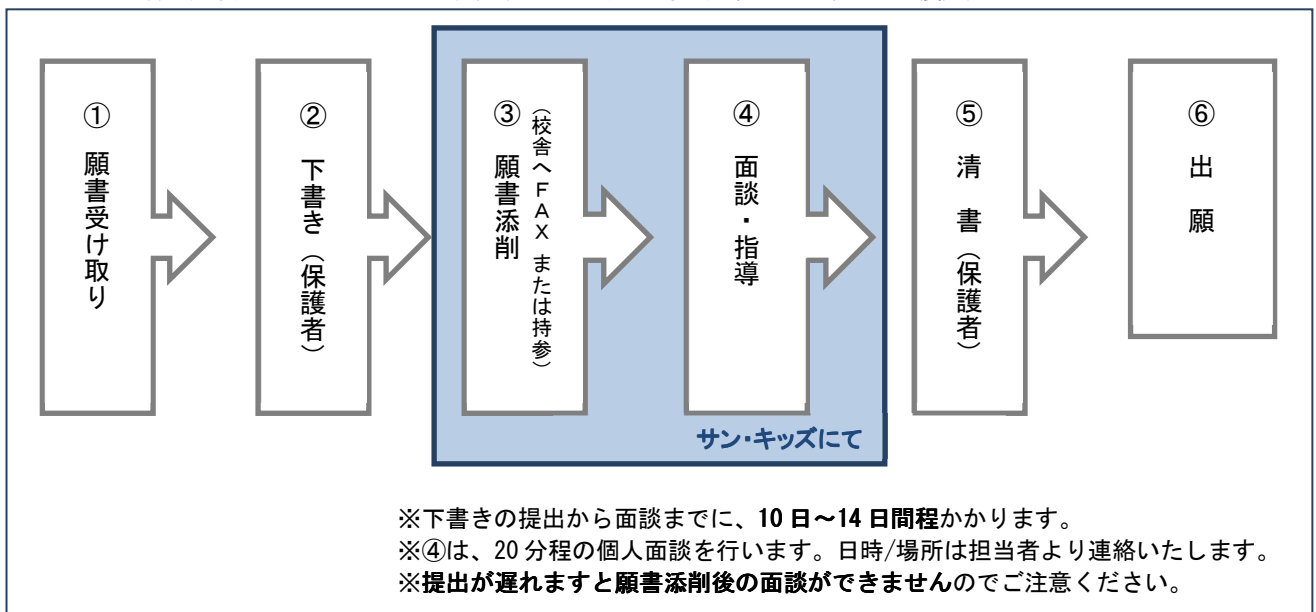 ① 願書受け取り
② 下書き（保護者）
③ 願書添削
（校舎へＦＡＸ または持参）
④ 面談・指導
⑤ 清 書（保護者）
⑥ 出 願
サン・キッズにて
※下書きの提出から面談までに、10 日～14 日間程かかります。
※④は、20 分程の個人面談を行います。日時/場所は担当者より連絡いたします。
※提出が遅れますと願書添削後の面談ができませんのでご注意ください。